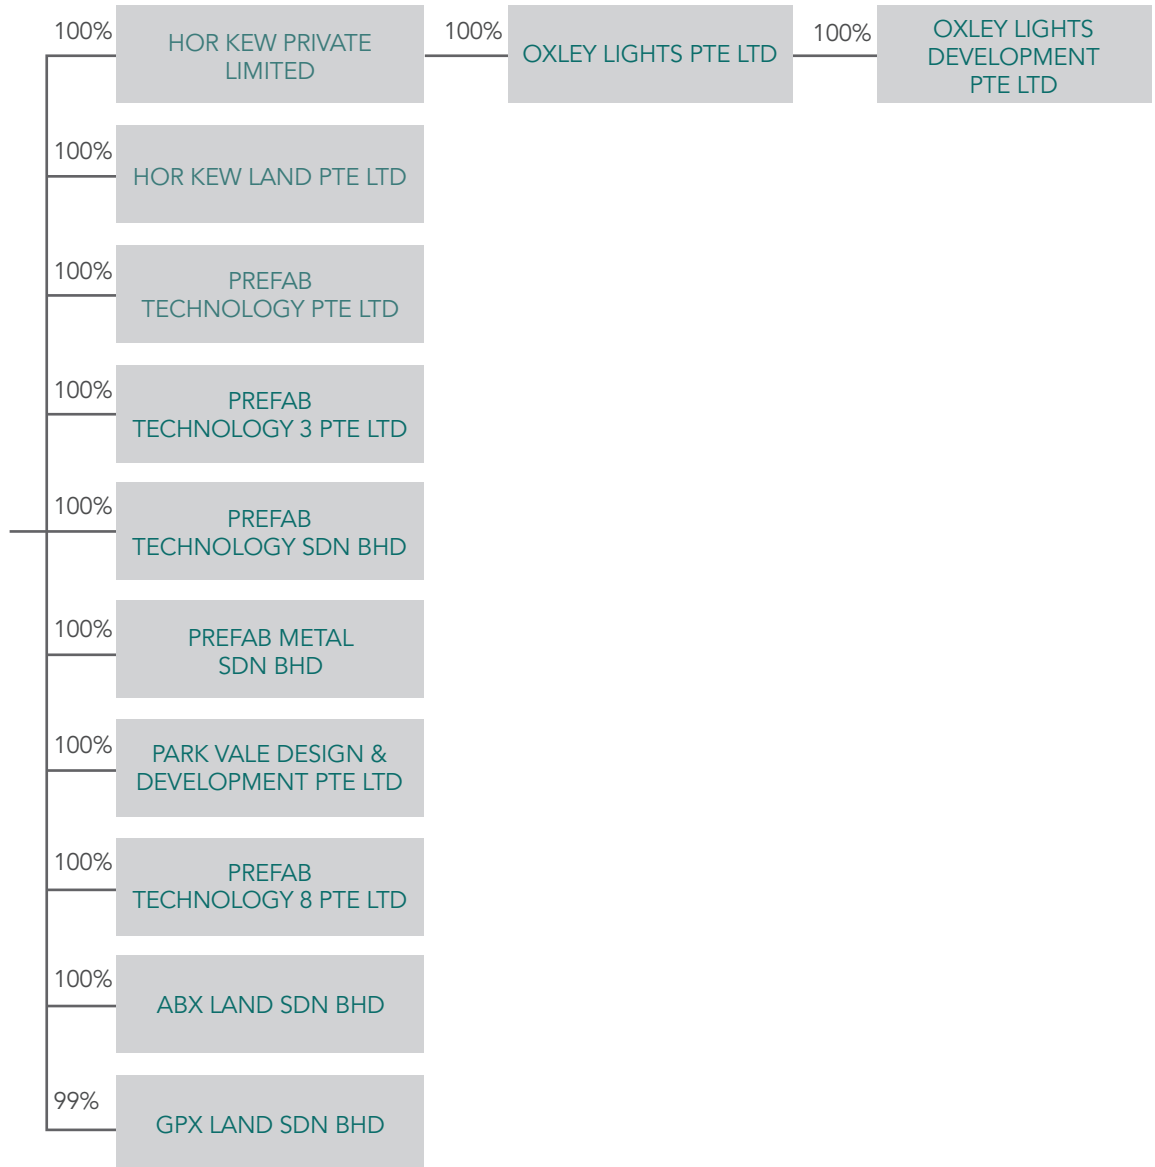 100%
HOR KEW PRIVATE
LIMITED
100%
OXLEY LIGHTS PTE LTD
100%
OXLEY LIGHTS
DEVELOPMENT
PTE LTD
100%
HOR KEW LAND PTE LTD
100%
PREFAB
TECHNOLOGY PTE LTD
100%
PREFAB
TECHNOLOGY 3 PTE LTD
100%
PREFAB
TECHNOLOGY SDN BHD
100%
PREFAB METAL
SDN BHD
100%
PARK VALE DESIGN &
DEVELOPMENT PTE LTD
100%
PREFAB
TECHNOLOGY 8 PTE LTD
100%
ABX LAND SDN BHD
99%
GPX LAND SDN BHD